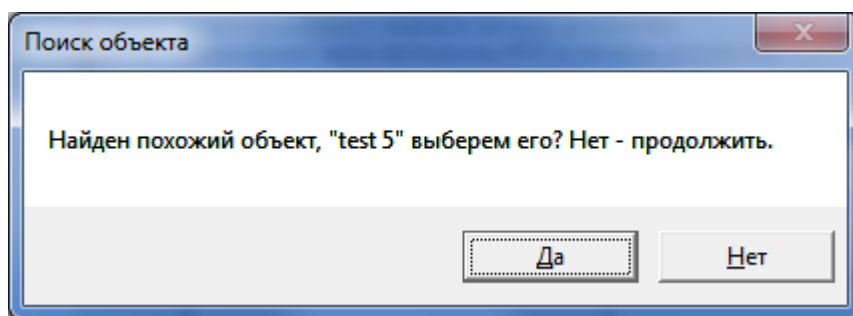 Поиск объекта
Найден похожий объект, "test 5" выберем его? Нет - продолжить.
Да
Нет